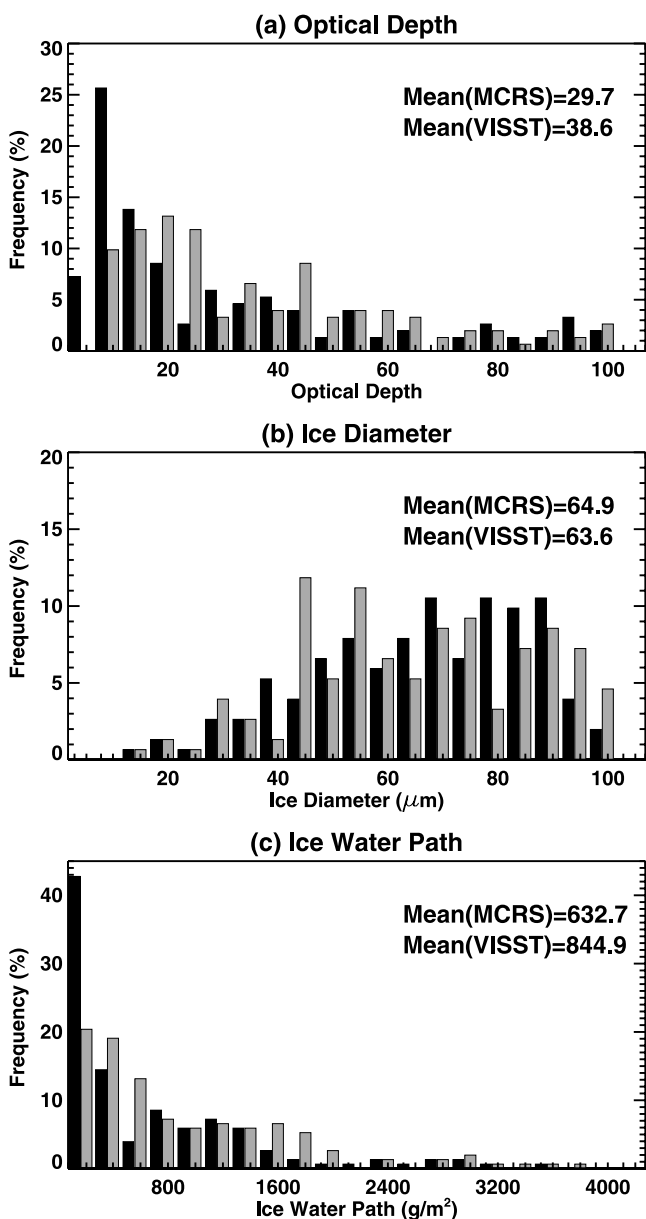 (a) Optical Depth
30
25
20
15
10
5
0
Frequency (%)
Mean(MCRS)=29.7
Mean(VISST)=38.6
20 40 60 80 100
Optical Depth
(b) Ice Diameter
20
15
10
5
0
Frequency (%)
Mean(MCRS)=64.9
Mean(VISST)=63.6
20 40 60 80 100
Ice Diameter (μm)
(c) Ice Water Path
40
30
20
10
0
Frequency (%)
Mean(MCRS)=632.7
Mean(VISST)=844.9
800 1600 2400 3200 4000
Ice Water Path (g/m²)